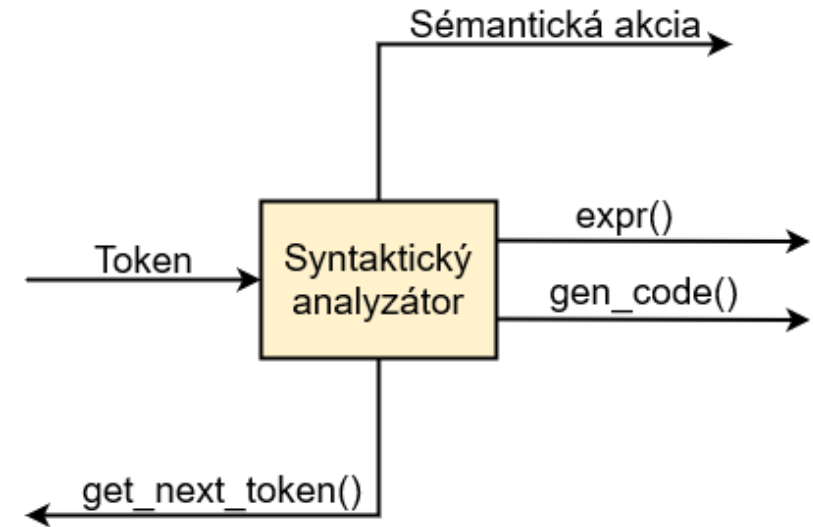 Sémantická akcia
expr()
Token
Syntaktický
analyzátor
gen_code()
get_next_token()